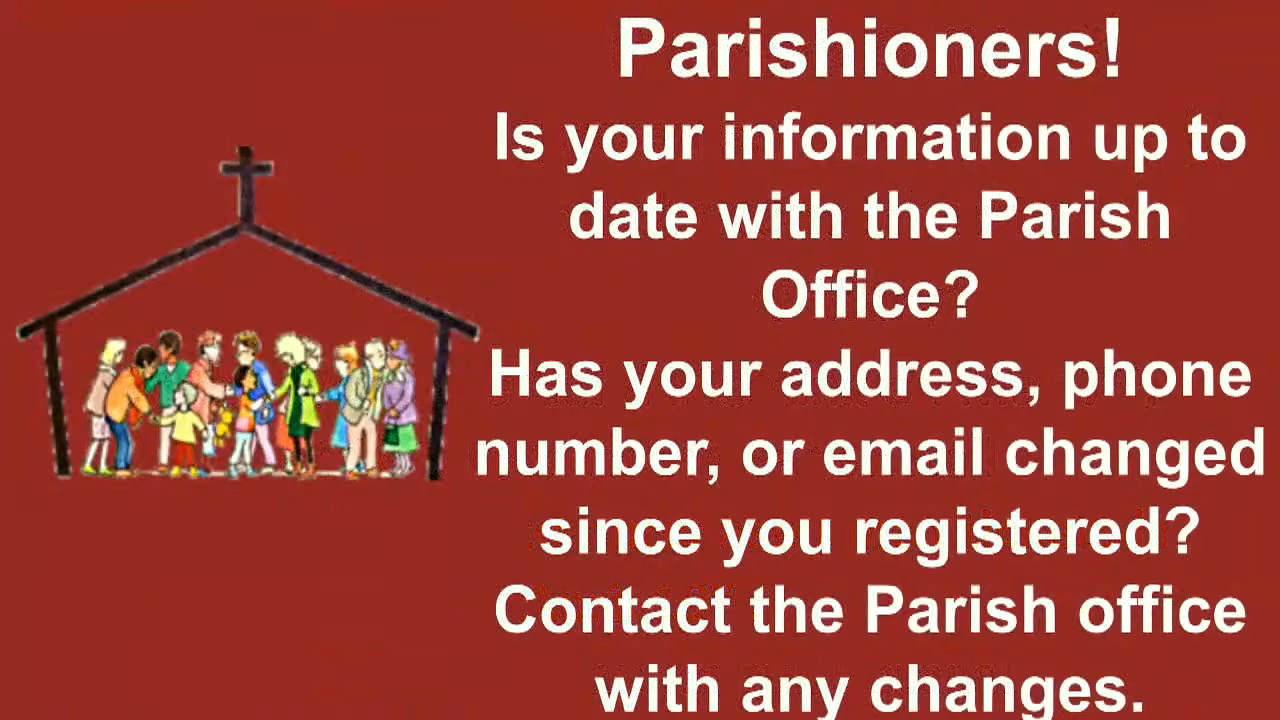 Parishioners!
Is your information up to
date with the Parish
Office?
Has your address, phone
number, or email changed
since you registered?
Contact the Parish office
with any changes.